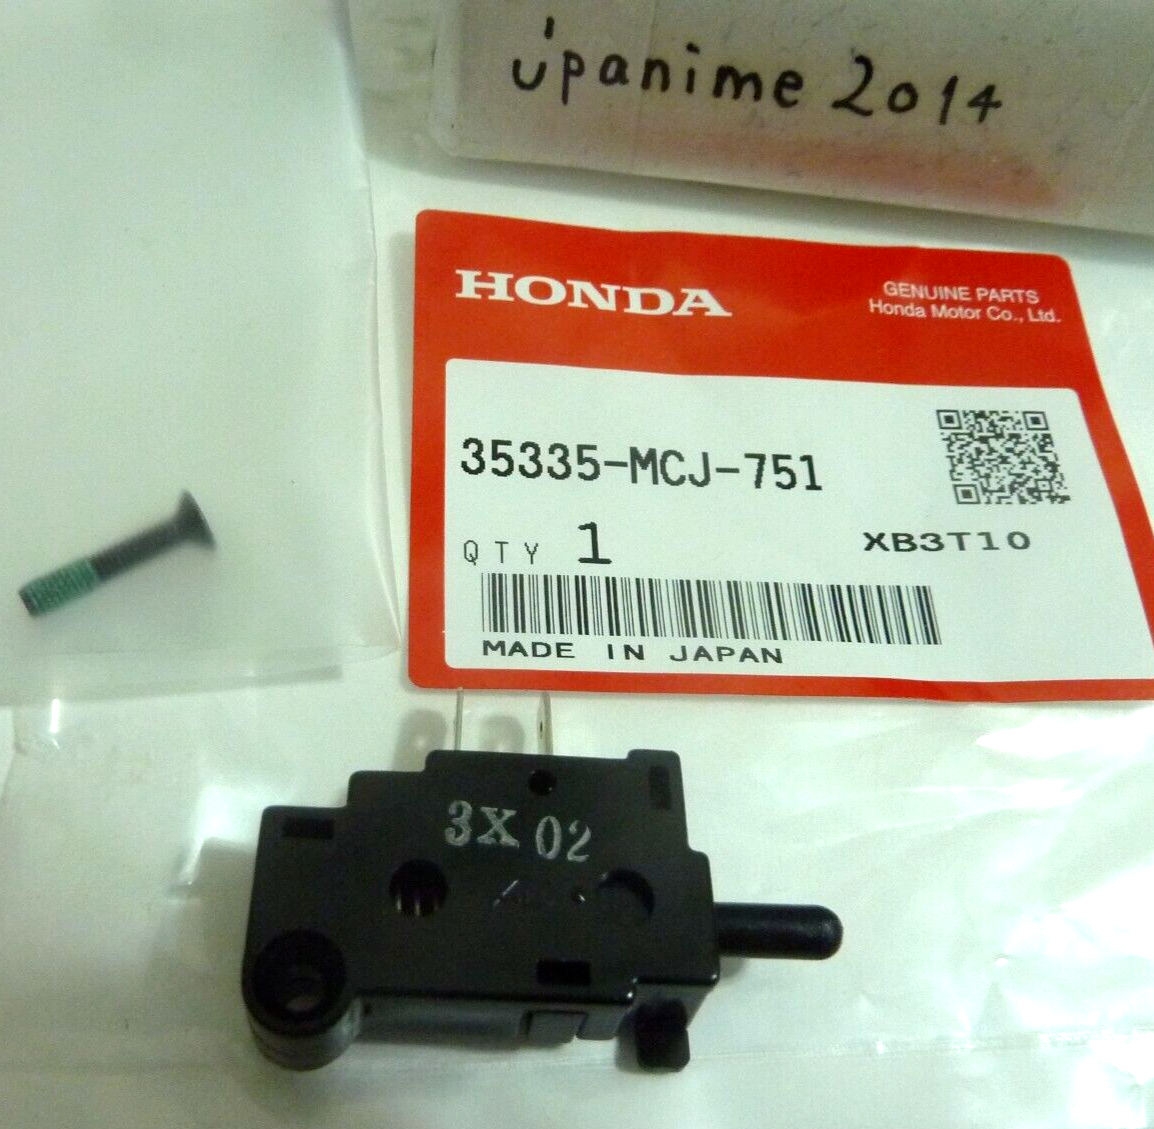 jpanime 2014
HONDA
GENUINE PARTS
Honda Motor Co., Ltd.
35335-MCJ-751
QTY 1
XB3T10
MADE IN JAPAN
3X 02